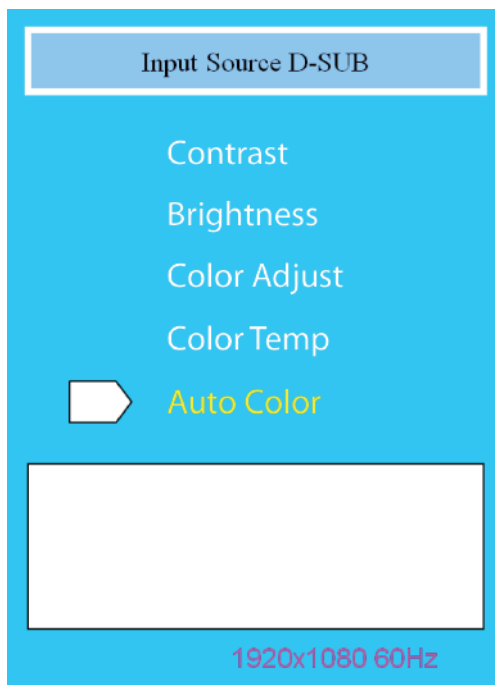 Input Source D-SUB
Contrast
Brightness
Color Adjust
Color Temp
Auto Color
1920x1080 60Hz